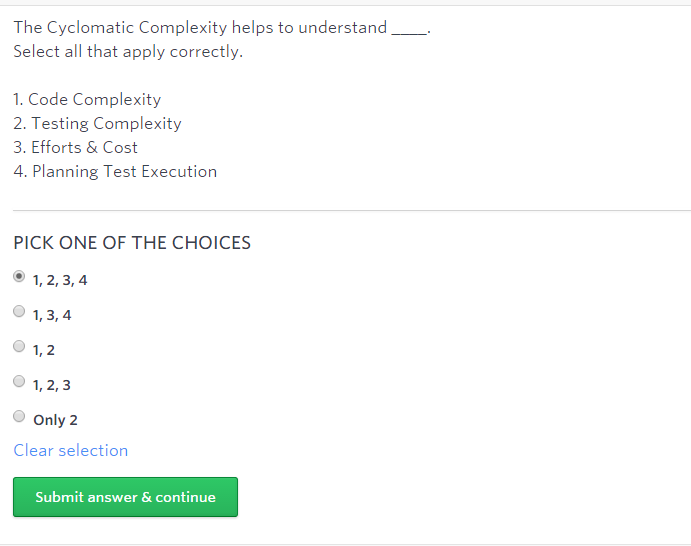 The Cyclomatic Complexity helps to understand ____.
Select all that apply correctly.
1. Code Complexity
2. Testing Complexity
3. Efforts & Cost
4. Planning Test Execution
PICK ONE OF THE CHOICES
1, 2, 3, 4
1, 3, 4
1, 2
1, 2, 3
Only 2
Clear selection
Submit answer & continue